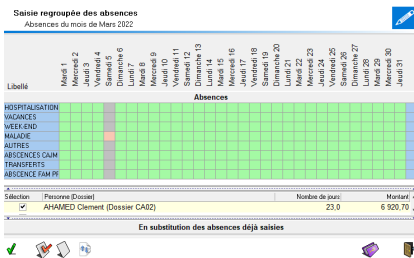 Saisie regroupée des absences
Absences du mois de Mars 2022
Libellé
Mardi 1
Mercredi 2
Jeudi 3
Vendredi 4
Samedi 5
Dimanche 6
Lundi 7
Mardi 8
Mercredi 9
Jeudi 10
Vendredi 11
Samedi 12
Dimanche 13
Lundi 14
Mardi 15
Mercredi 16
Jeudi 17
Vendredi 18
Samedi 19
Dimanche 20
Lundi 21
Mardi 22
Mercredi 23
Jeudi 24
Vendredi 25
Samedi 26
Dimanche 27
Lundi 28
Mardi 29
Mercredi 30
Jeudi 31
Absences
HOSPITALISATION
VACANCES
WEEK-END
MALADIE
AUTRES
ABSCENCES CAJM
TRANSFERTS
ABSCENCE FAM PF
Sélection Personne (Dossier) Nombre de jours Montant
AHAMED Clement (Dossier CA02) 23,0 6 920,70
En substitution des absences déjà saisies